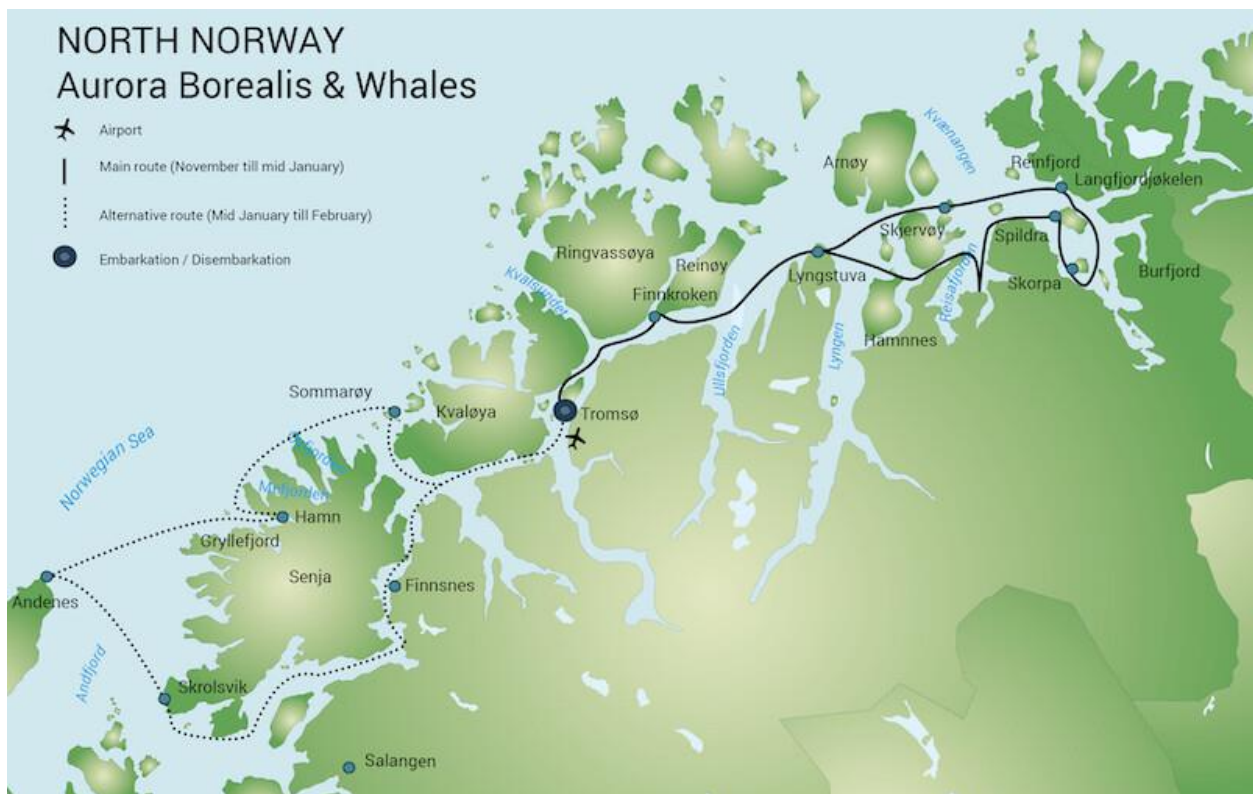 NORTH NORWAY
Aurora Borealis & Whales
Airport
Main route (November till mid January)
Alternative route (Mid January till February)
Embarkation / Disembarkation
Kvænangen
Arnøy
Reinfjord
Langfjordjøkelen
Skjervøy
Spildra
Ringvassøya
Reinøy
Lyngstuva
Burfjord
Kvalsundet
Finnkroken
Reisafjorden
Skorpa
Ullsfjorden
Lyngen
Hamnnes
Sommarøy
Kvaløya
Tromsø
Norwegian Sea
Mefjorden
Hamn
Gryllefjord
Senja
Finnsnes
Andenes
Andfjord
Skrolsvik
Salangen